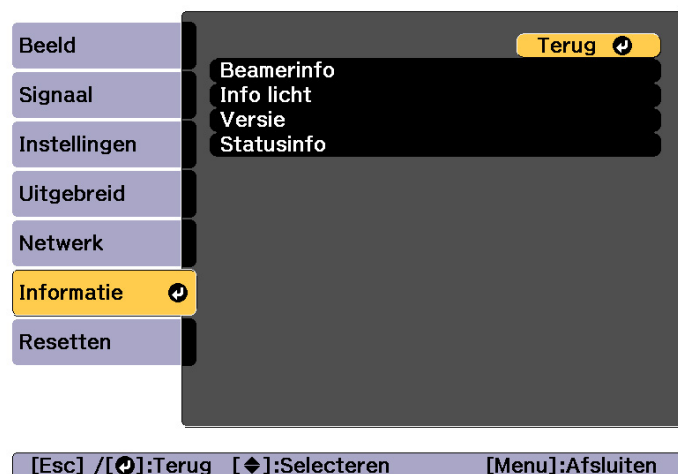 Beeld
Signaal
Instellingen
Uitgebreid
Netwerk
Informatie
Resetten
Terug
Beamerinfo
Info licht
Versie
Statusinfo
[Esc] /[↵]:Terug [◆]:Selecteren [Menu]:Afsluiten